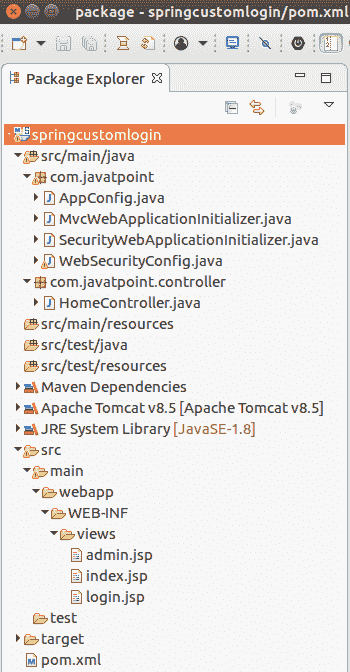 package - springcustomlogin/pom.xml
Package Explorer
springcustomlogin
src/main/java
com.javatpoint
AppConfig.java
MvcWebApplicationInitializer.java
SecurityWebApplicationInitializer.java
WebSecurityConfig.java
com.javatpoint.controller
HomeController.java
src/main/resources
src/test/java
src/test/resources
Maven Dependencies
Apache Tomcat v8.5 [Apache Tomcat v8.5]
JRE System Library [JavaSE-1.8]
src
main
webapp
WEB-INF
views
admin.jsp
index.jsp
login.jsp
test
target
pom.xml